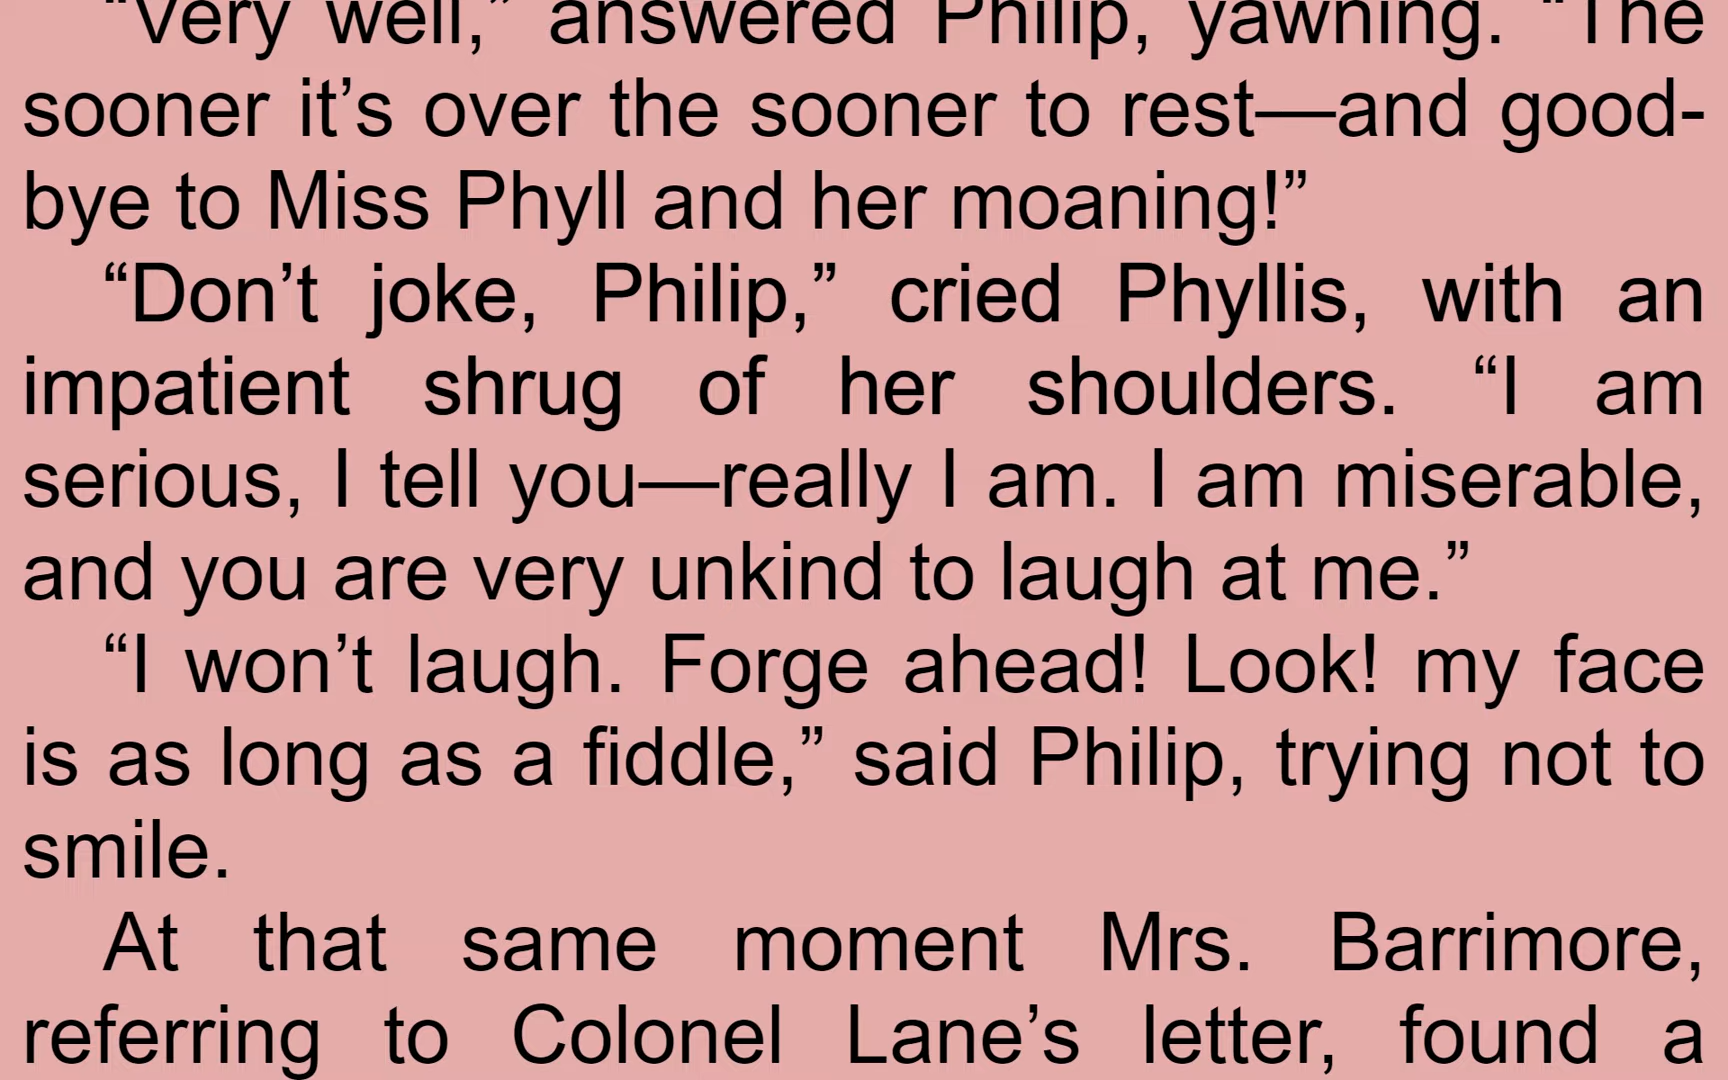 “Very well,” answered Philip, yawning. “The
sooner it’s over the sooner to rest—and good-
bye to Miss Phyll and her moaning!”
“Don’t joke, Philip,” cried Phyllis, with an
impatient shrug of her shoulders. “I am
serious, I tell you—really I am. I am miserable,
and you are very unkind to laugh at me.”
“I won’t laugh. Forge ahead! Look! my face
is as long as a fiddle,” said Philip, trying not to
smile.
At that same moment Mrs. Barrimore,
referring to Colonel Lane’s letter, found a